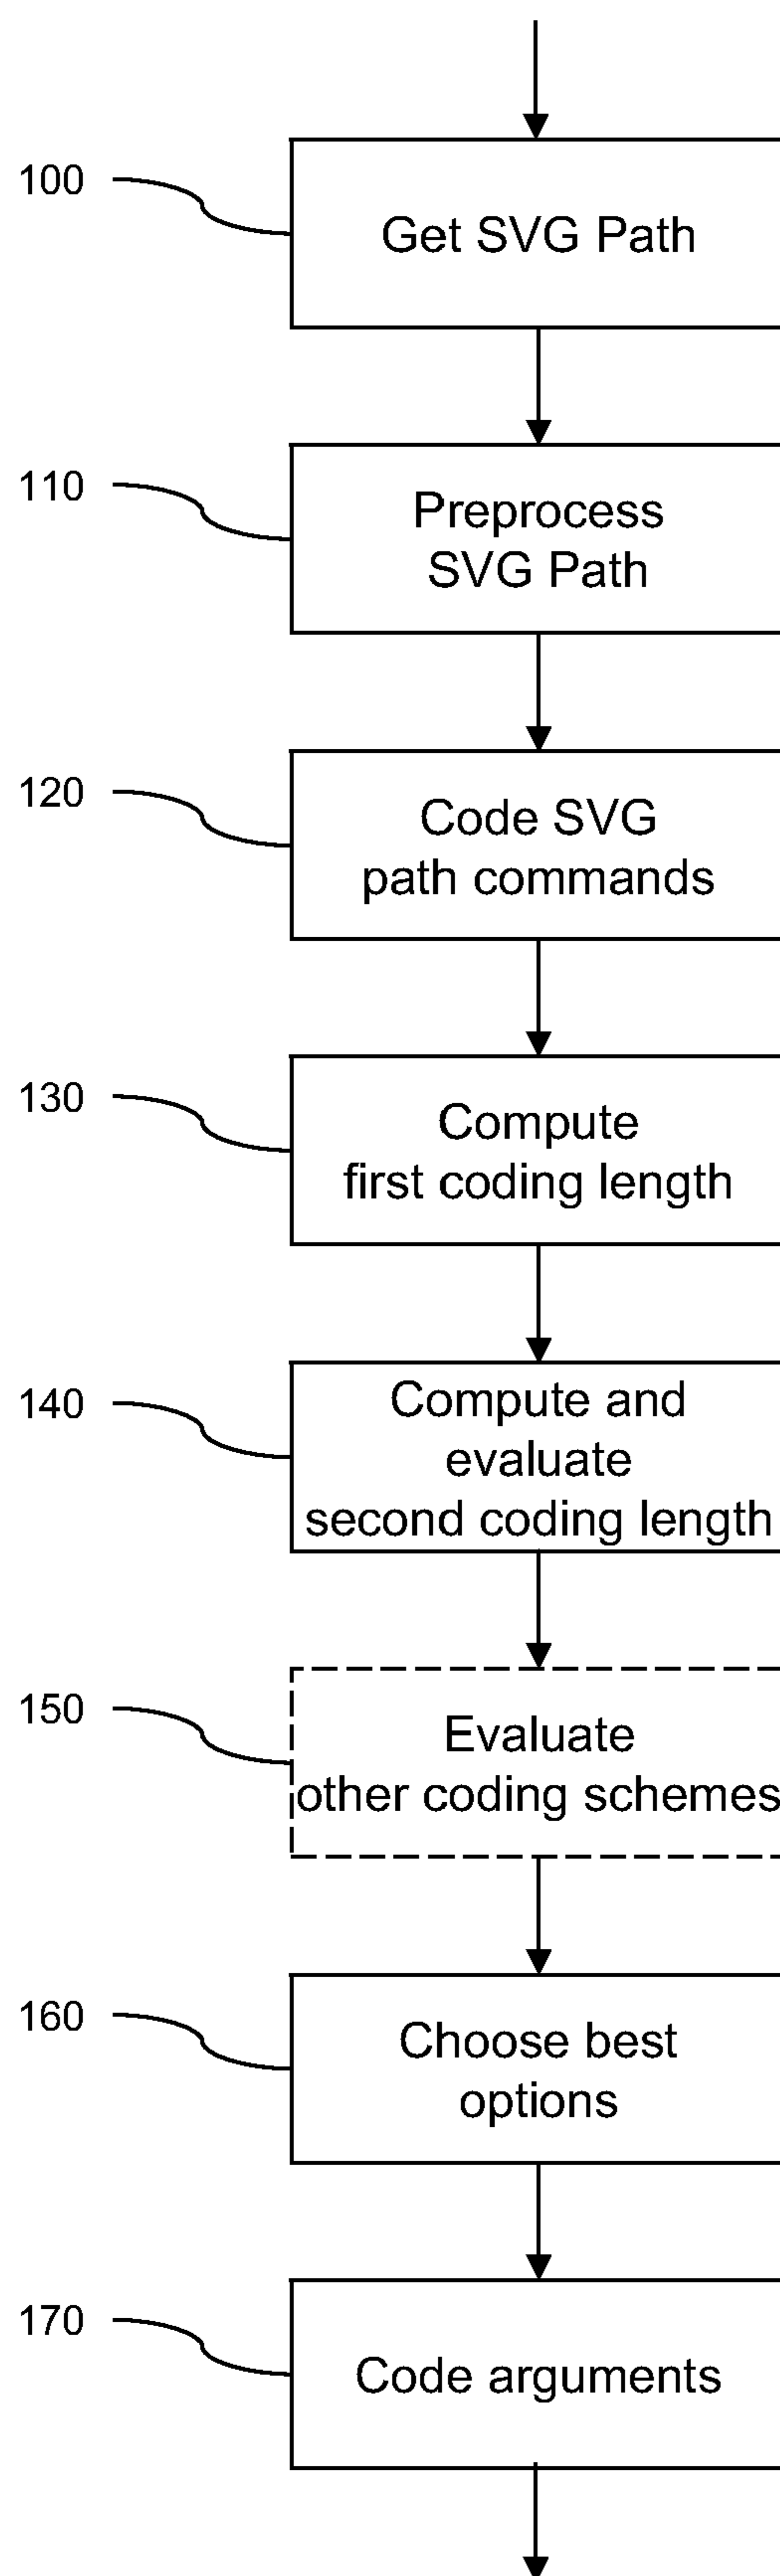 100
Get SVG Path
110
Preprocess
SVG Path
120
Code SVG
path commands
130
Compute
first coding length
140
Compute and
evaluate
second coding length
150
Evaluate
other coding schemes
160
Choose best
options
170
Code arguments